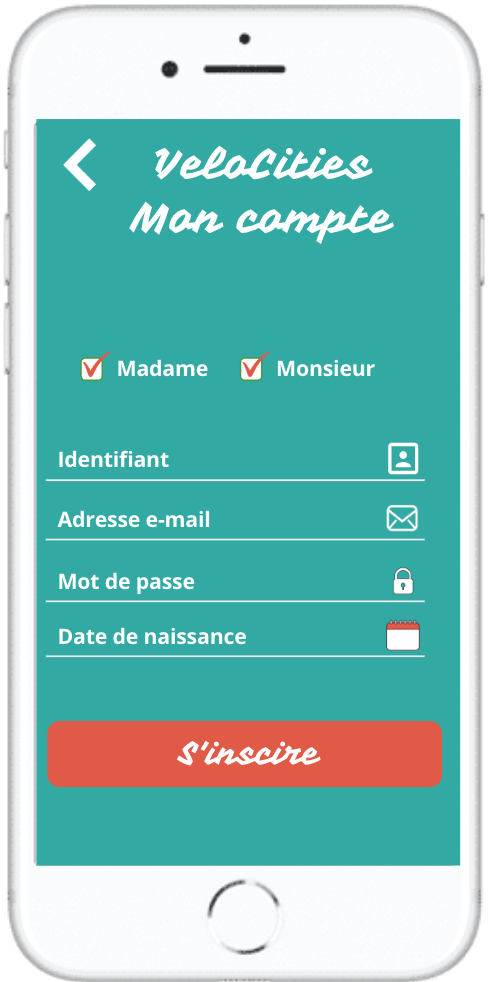 VeloCities
Mon compte
Madame Monsieur
Identifiant
Adresse e-mail
Mot de passe
Date de naissance
S'inscire